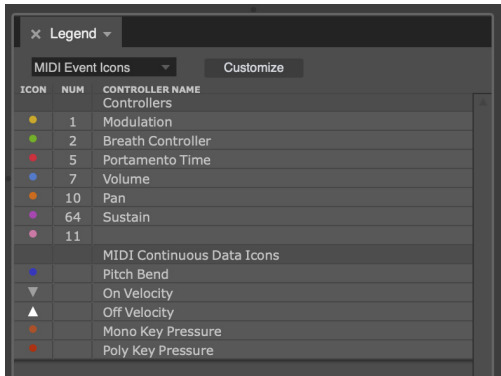 Legend
MIDI Event Icons
Customize
ICON NUM CONTROLLER NAME
Controllers
1 Modulation
2 Breath Controller
5 Portamento Time
7 Volume
10 Pan
64 Sustain
11
MIDI Continuous Data Icons
Pitch Bend
On Velocity
Off Velocity
Mono Key Pressure
Poly Key Pressure